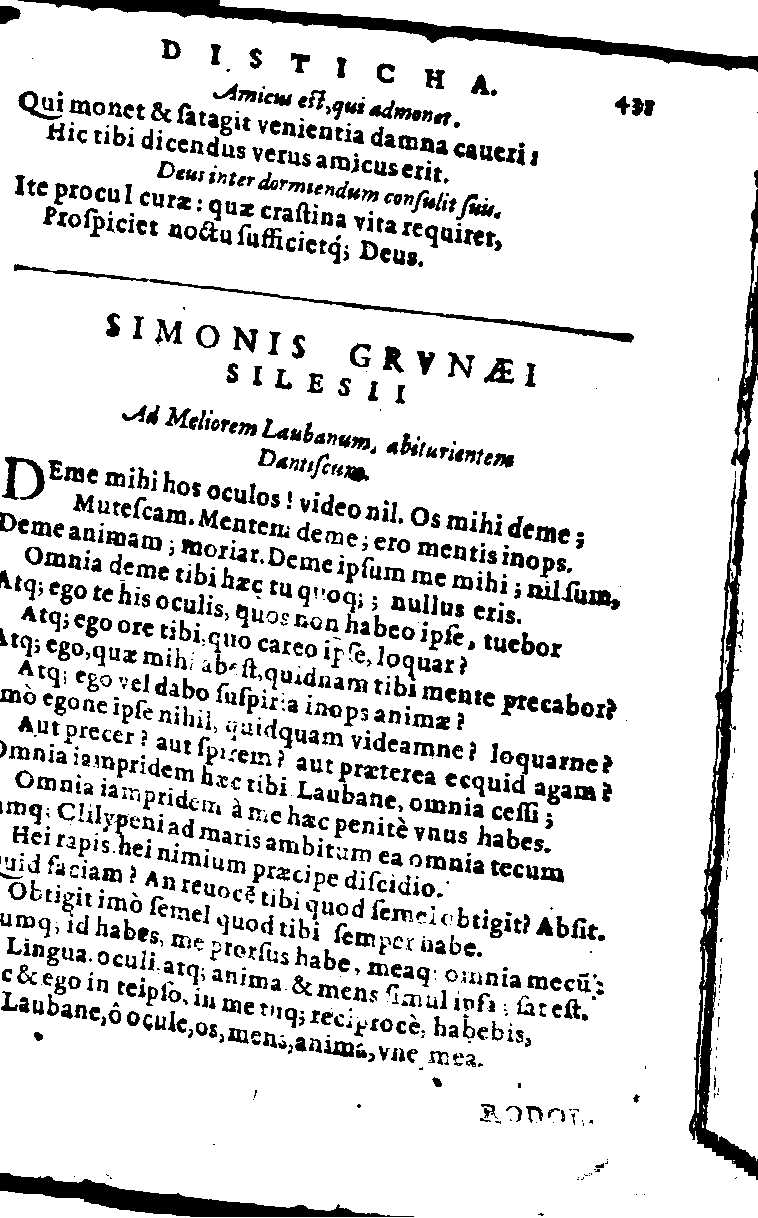 DISTICHA.
438
Amicus eſt, qui admonet.
Qui monet & ſatagit venientia damna caueri:
Hic tibi dicendus verus amicus erit.
Deus inter dormiendum conſulit ſuis.
Ite procul curæ: quæ craſtina vita requiret,
Proſpiciet noctu ſufficietq́; Deus.
SIMONIS GRVNÆI
SILESII
Ad Meliorem Laubanum, abiturientem
Dantiſcum.
DEme mihi hos oculos! video nil. Os mihi deme;
Muteſcam. Mentem deme; ero mentis inops.
Deme animam; moriar. Deme ipſum me mihi; nil ſum,
Omnia deme tibi hæc tu quoq;; nullus eris.
Atq; ego te his oculis, quos non habeo ipſe, tuebor
Atq; ego ore tibi, quo careo ipſe, loquar?
Atq; ego, quæ mihi abeſt, quidnam tibi mente precabor?
Atq; ego vel dabo ſuſpiria inops animæ?
mò egone ipſe nihil, quidquam videamne? loquarne?
Aut precer? aut ſpirem? aut præterea ecquid agam?
Omnia iampridem hæc tibi Laubane, omnia ceſſi;
Omnia iampridem à me hæc penitè vnus habes.
amq; Clilypeni ad maris ambitum ea omnia tecum
Hei rapis. hei nimium præcipe diſcidio.
Quid faciam? An reuocē tibi quod ſemel obtigit? Abſit.
Obtigit imò ſemel quod tibi ſemper habe.
umq; id habes, me prorſus habe, meaq; omnia mecū;
Lingua. oculi. atq; anima & mens ſimul ipſa; ſat eſt.
c & ego in teipſo, in me tuq; reciprocè, habebis,
Laubane, ô ocule, os, mens, anima, vne mea.
RODOL.